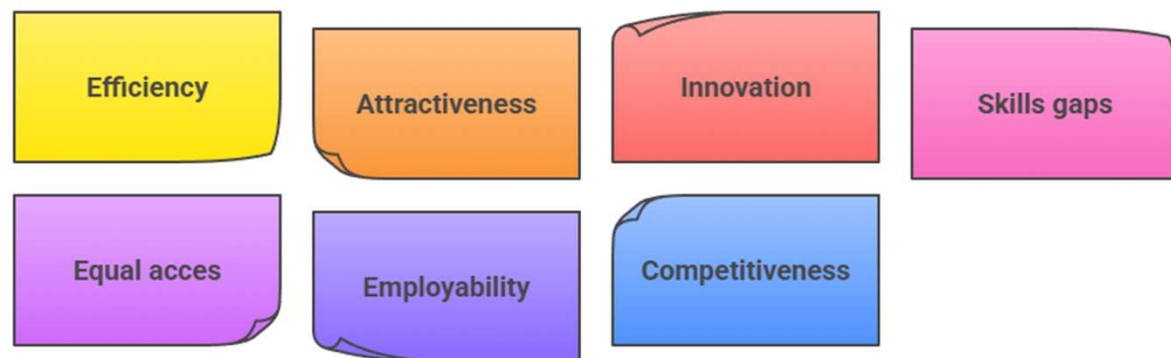 Efficiency
Attractiveness
Innovation
Skills gaps
Equal acces
Employability
Competitiveness